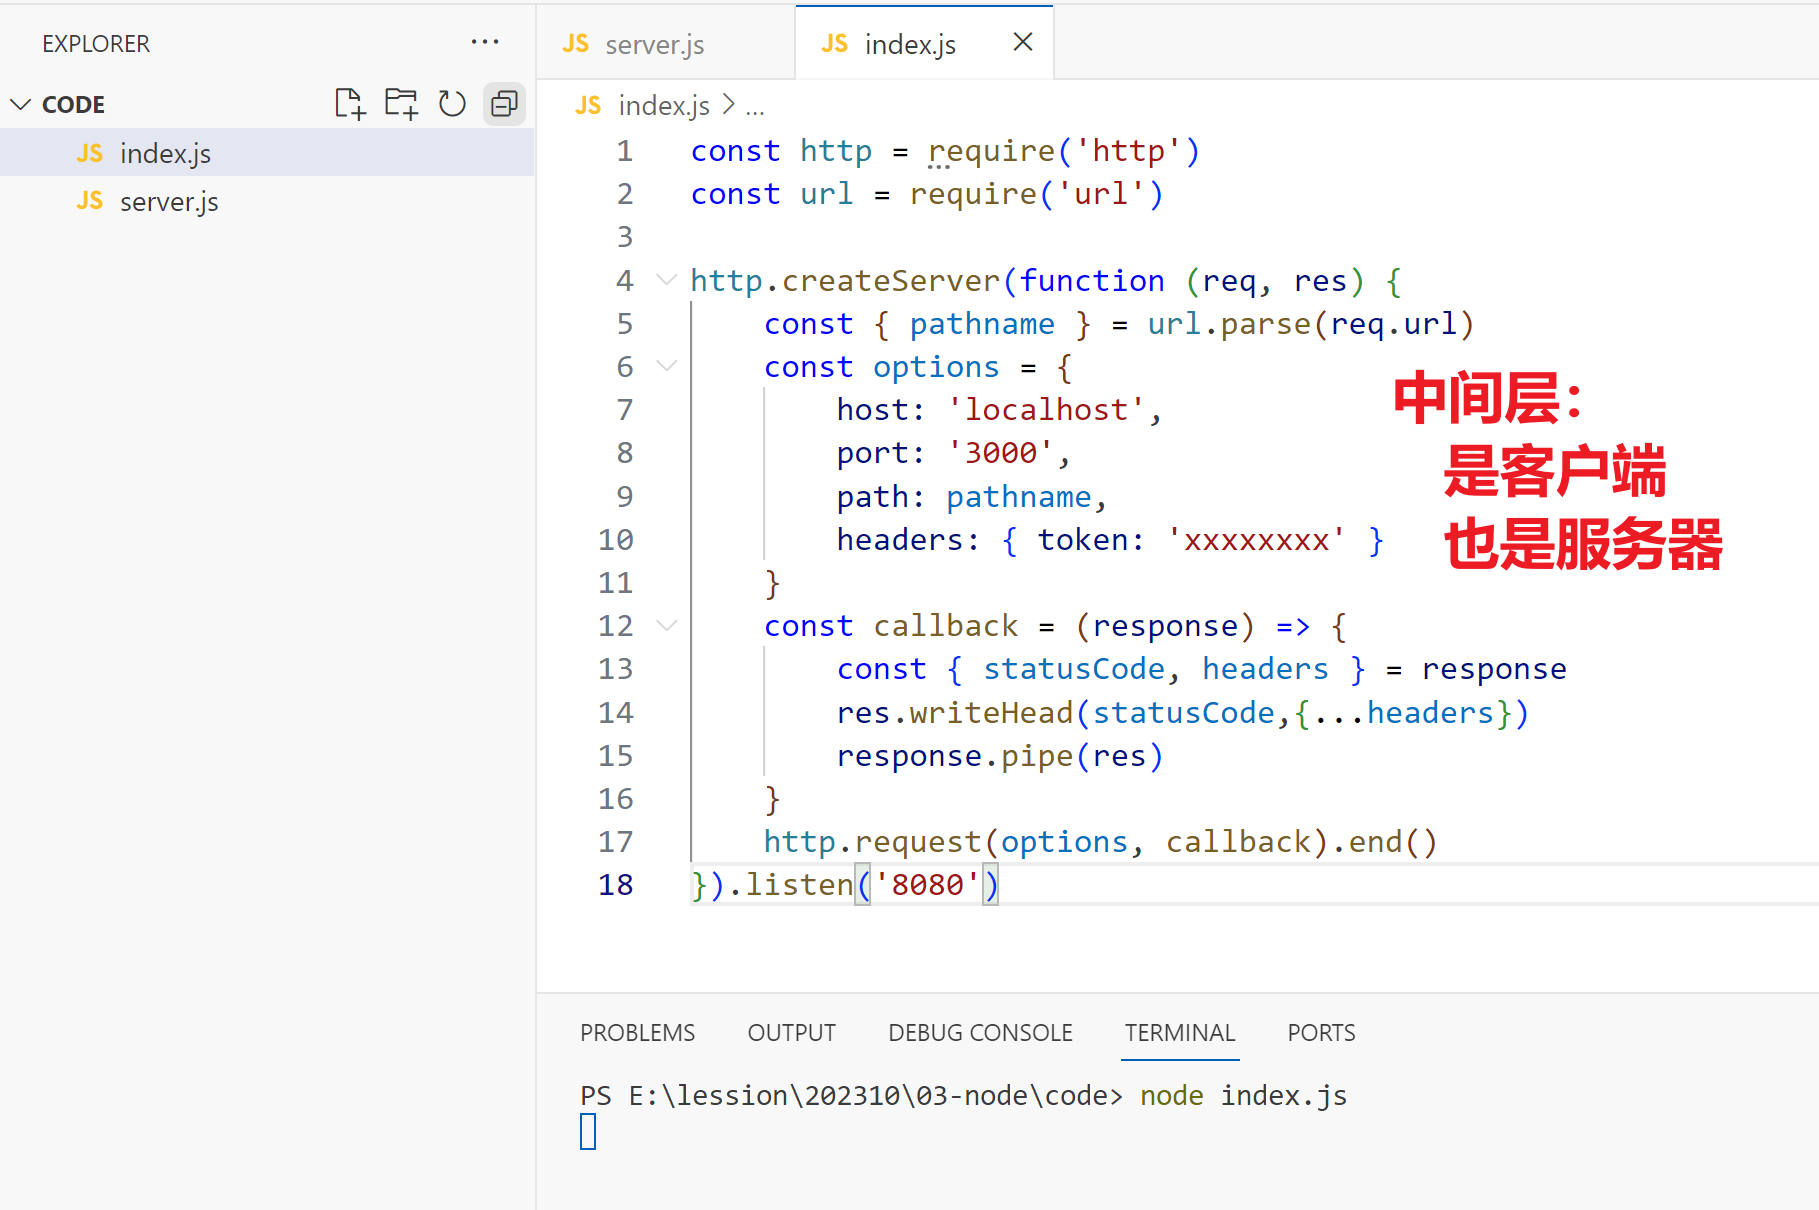 EXPLORER ...
CODE
JS index.js
JS server.js
JS server.js JS index.js
JS index.js > ...
1 const http = require('http')
2 const url = require('url')
3
4 http.createServer(function (req, res) {
5     const { pathname } = url.parse(req.url)
6     const options = {
7         host: 'localhost',
8         port: '3000',
9         path: pathname,
10         headers: { token: 'xxxxxxxx' }
11     }
12     const callback = (response) => {
13         const { statusCode, headers } = response
14         res.writeHead(statusCode,{...headers})
15         response.pipe(res)
16     }
17     http.request(options, callback).end()
18 }).listen('8080')
中间层：
是客户端
也是服务器
PROBLEMS OUTPUT DEBUG CONSOLE TERMINAL PORTS
PS E:\lession\202310\03-node\code> node index.js